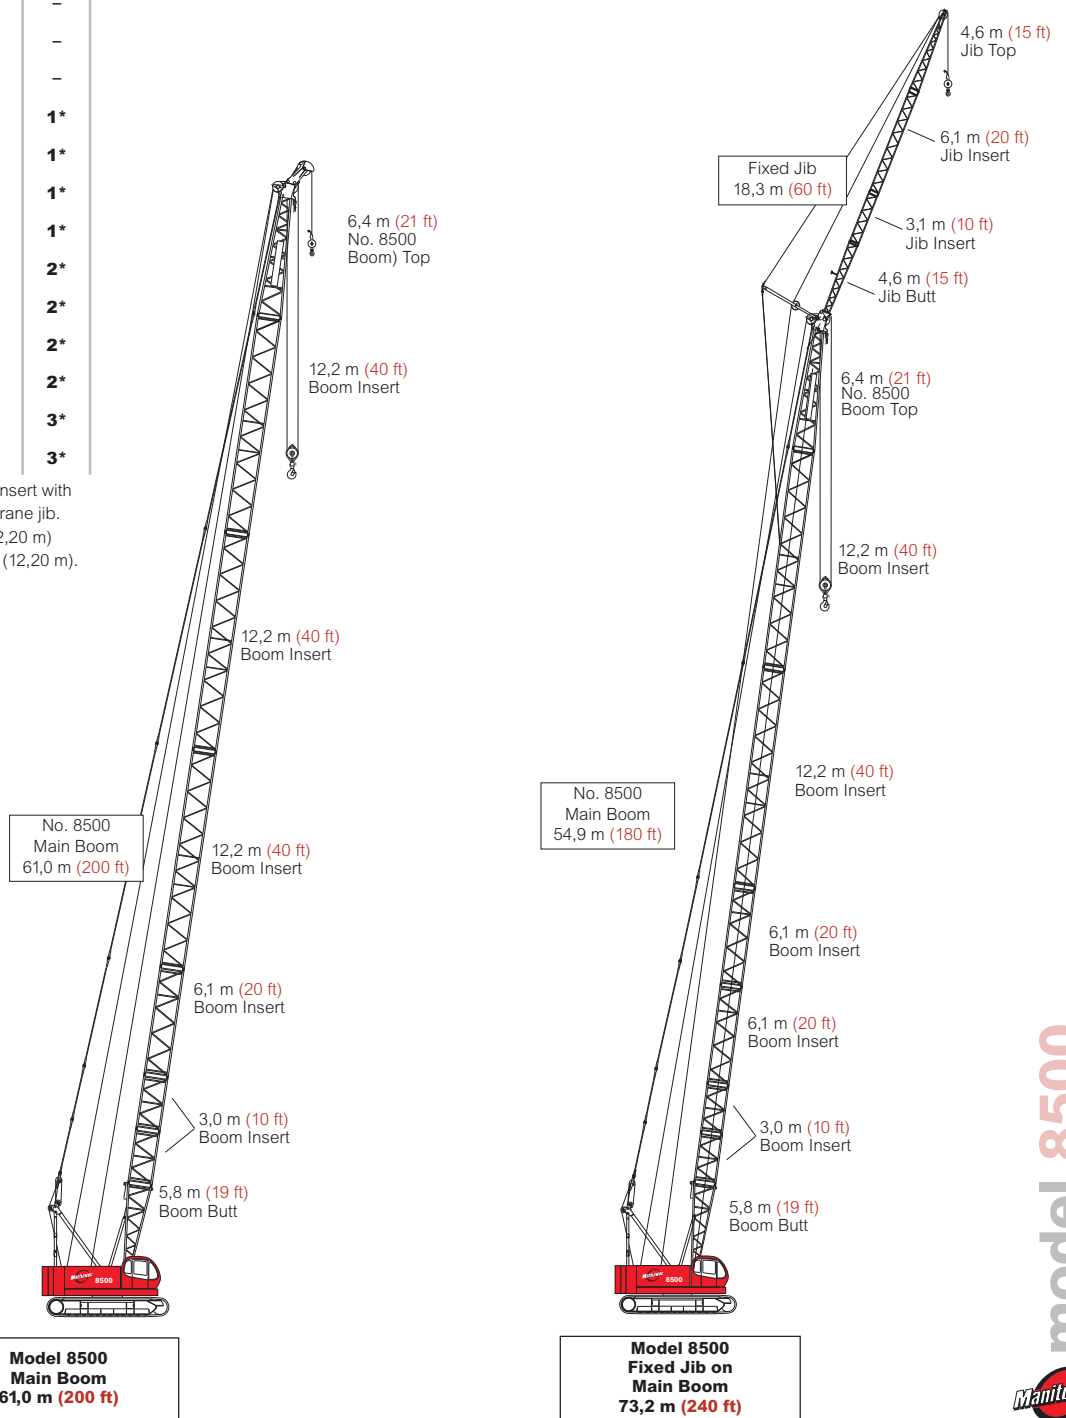 –
–
–
1*
1*
1*
1*
2*
2*
2*
2*
3*
3*
nsert with
rane jib.
2,20 m)
(12,20 m).
6,4 m (21 ft)
No. 8500
Boom) Top
12,2 m (40 ft)
Boom Insert
12,2 m (40 ft)
Boom Insert
No. 8500
Main Boom
61,0 m (200 ft)
12,2 m (40 ft)
Boom Insert
6,1 m (20 ft)
Boom Insert
3,0 m (10 ft)
Boom Insert
5,8 m (19 ft)
Boom Butt
Manitowoc
8500
Model 8500
Main Boom
61,0 m (200 ft)
4,6 m (15 ft)
Jib Top
6,1 m (20 ft)
Jib Insert
Fixed Jib
18,3 m (60 ft)
3,1 m (10 ft)
Jib Insert
4,6 m (15 ft)
Jib Butt
6,4 m (21 ft)
No. 8500
Boom Top
12,2 m (40 ft)
Boom Insert
12,2 m (40 ft)
Boom Insert
No. 8500
Main Boom
54,9 m (180 ft)
6,1 m (20 ft)
Boom Insert
6,1 m (20 ft)
Boom Insert
3,0 m (10 ft)
Boom Insert
5,8 m (19 ft)
Boom Butt
Manitowoc
8500
Model 8500
Fixed Jib on
Main Boom
73,2 m (240 ft)
model 8500
Manito